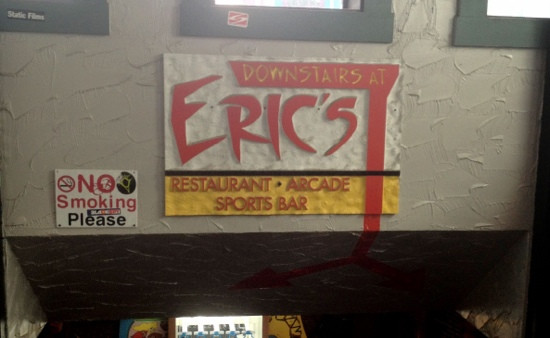 Static Films
DOWNSTAIRS AT
ERIC'S
RESTAURANT · ARCADE
SPORTS BAR
NO
Smoking
Please